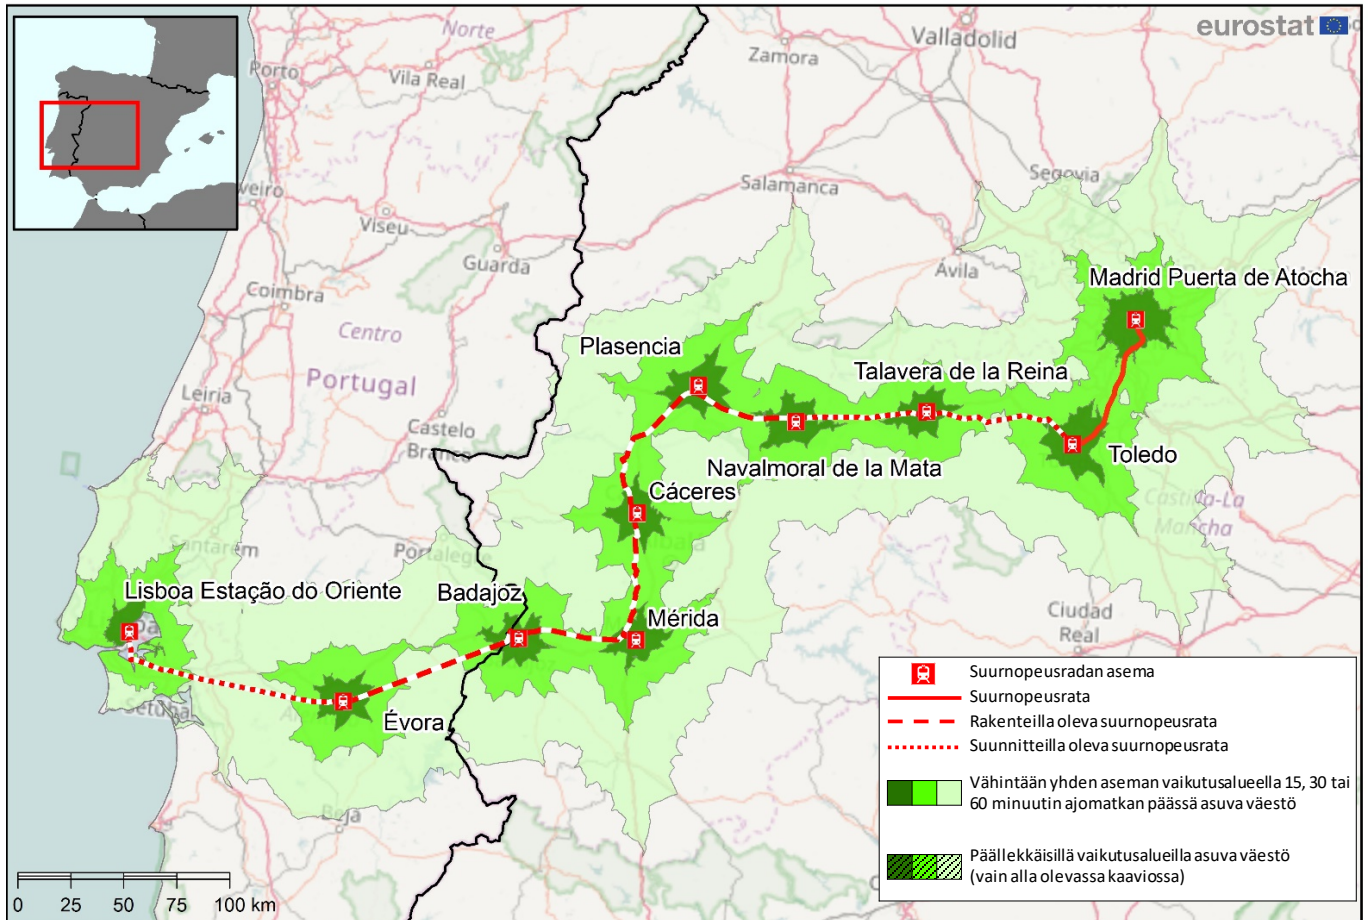 eurostat
Norte
Porto
Vila Real
Zamora
Valladolid
Salamanca
Segovia
veiro
Viseu
Guarda
Ávila
Coimbra
Centro
Portugal
Madrid Puerta de Atocha
Plasencia
Talavera de la Reina
Leiria
Castelo
Branco
Navalmoral de la Mata
Toledo
Cáceres
Castilla-La
Mancha
Santarém
Portalegre
Lisboa Estação do Oriente
Badajoz
Mérida
Ciudad
Real
Setúbal
Évora
Beja
Suurnopeusradan asema
Suurnopeusrata
Rakenteilla oleva suurnopeusrata
Suunnitteilla oleva suurnopeusrata
Vähintään yhden aseman vaikutusalueella 15, 30 tai
60 minuutin ajomatkan päässä asuva väestö
Päällekkäisillä vaikutusalueilla asuva väestö
(vain alla olevassa kaaviossa)
0 25 50 75 100 km